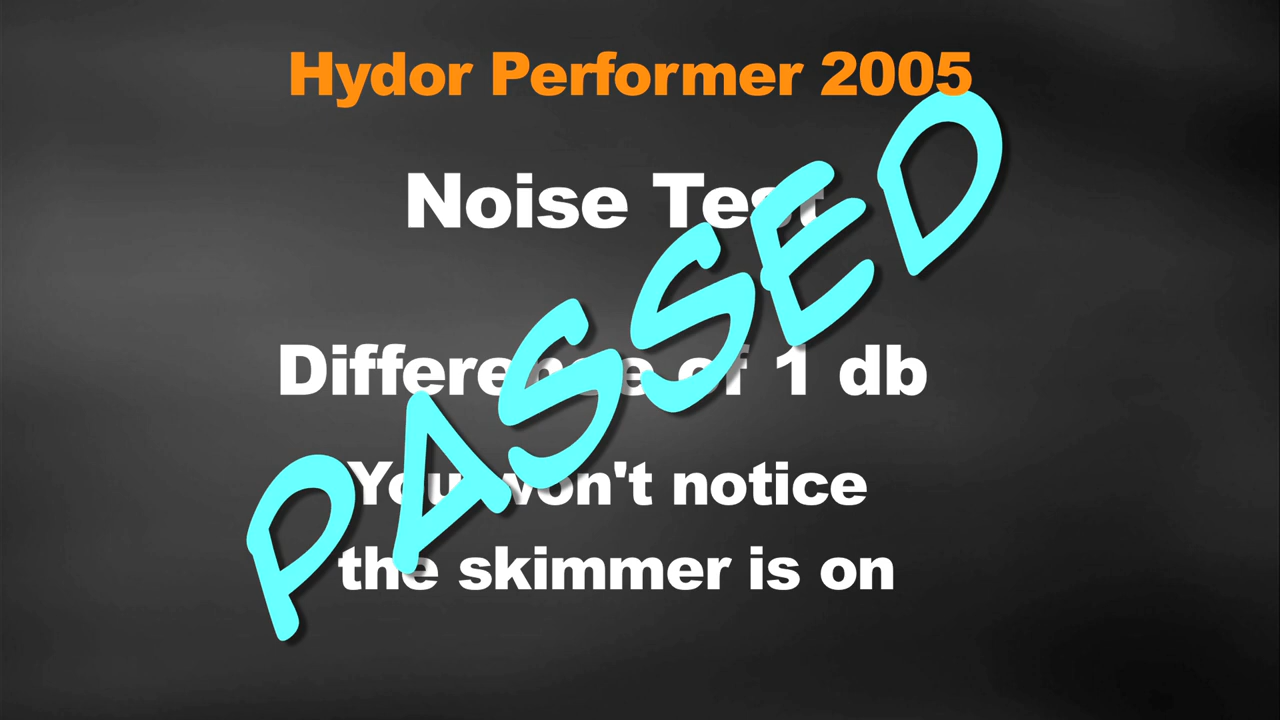 Hydor Performer 2005
Noise Test
Difference of 1 db
You won't notice
the skimmer is on
PASSED